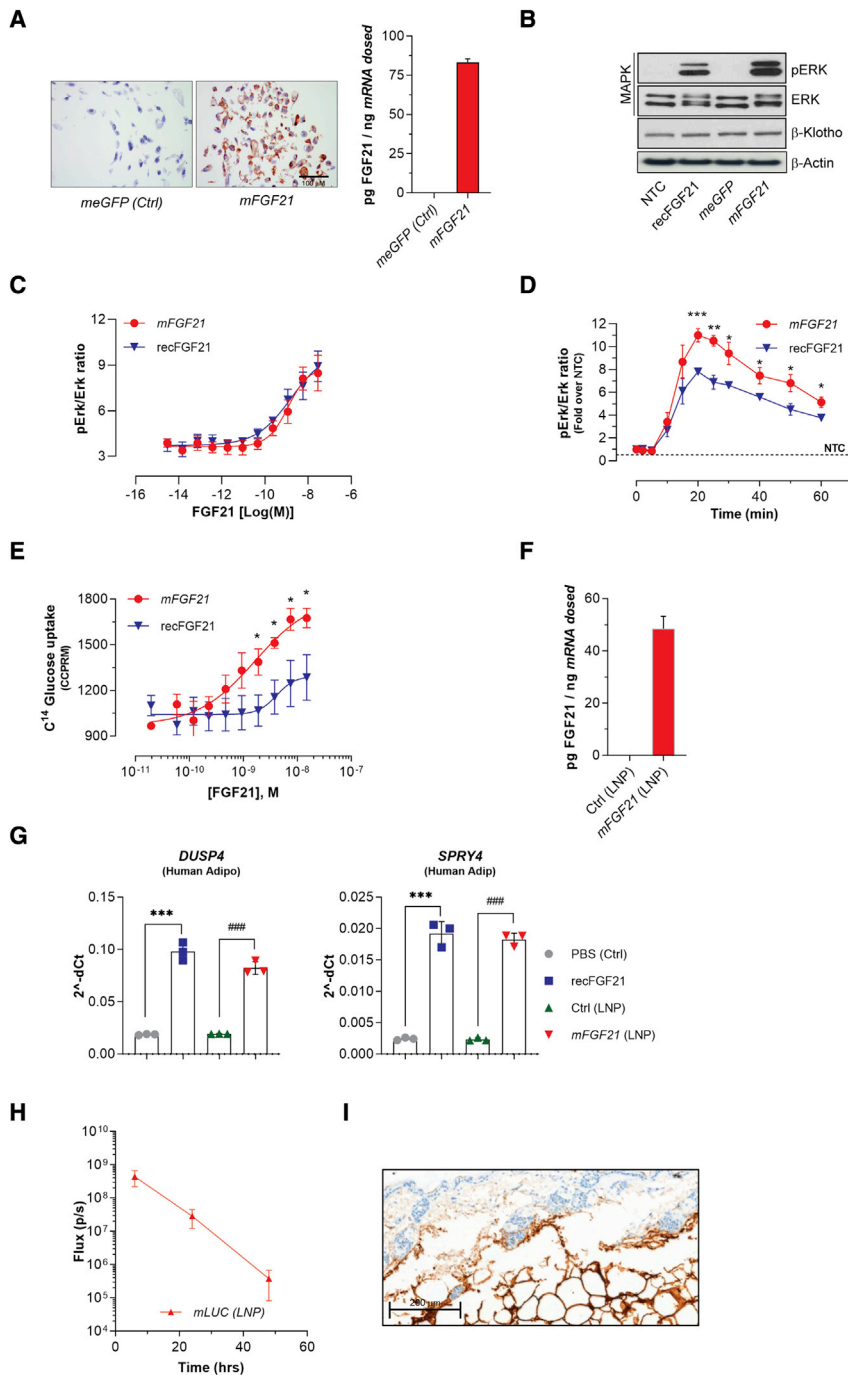 A
meGFP (Ctrl)
mFGF21
100 µM
pg FGF21 / ng mRNA dosed
100
75
50
25
0
meGFP (Ctrl)
mFGF21
B
MAPK
pERK
ERK
β-Klotho
β-Actin
NTC
recFGF21
meGFP
mFGF21
C
mFGF21
recFGF21
pErk/Erk ratio
12
9
6
3
-16 -14 -12 -10 -8 -6
FGF21 [Log(M)]
D
mFGF21
recFGF21
pErk/Erk ratio
(Fold over NTC)
12
10
8
6
4
2
0
*** ** * * * *
NTC
0 20 40 60
Time (min)
E
mFGF21
recFGF21
C14 Glucose uptake
(CCPRM)
1800
1500
1200
900
* * * *
10-11 10-10 10-9 10-8 10-7
[FGF21], M
F
pg FGF21 / ng mRNA dosed
60
40
20
0
Ctrl (LNP)
mFGF21 (LNP)
G
DUSP4
(Human Adipo)
2^-dCt
0.15
0.10
0.05
0.00
*** ###
SPRY4
(Human Adip)
2^-dCt
0.025
0.020
0.015
0.010
0.005
0.000
*** ###
PBS (Ctrl)
recFGF21
Ctrl (LNP)
mFGF21 (LNP)
H
Flux (p/s)
1010
109
108
107
106
105
104
mLUC (LNP)
0 20 40 60
Time (hrs)
I
200 µm